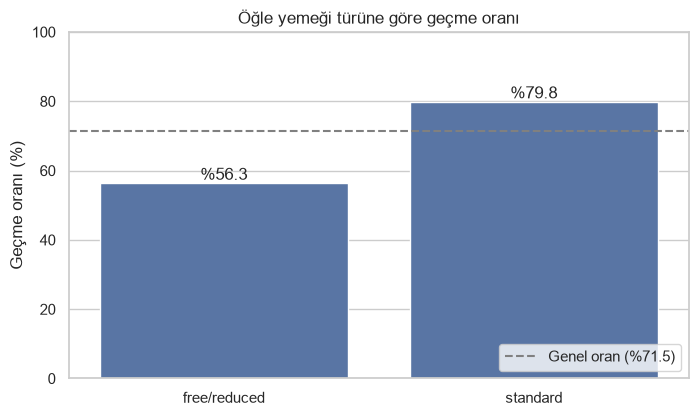 Öğle yemeği türüne göre geçme oranı
Geçme oranı (%)
100
80
60
40
20
0
%56.3
%79.8
free/reduced
standard
Genel oran (%71.5)